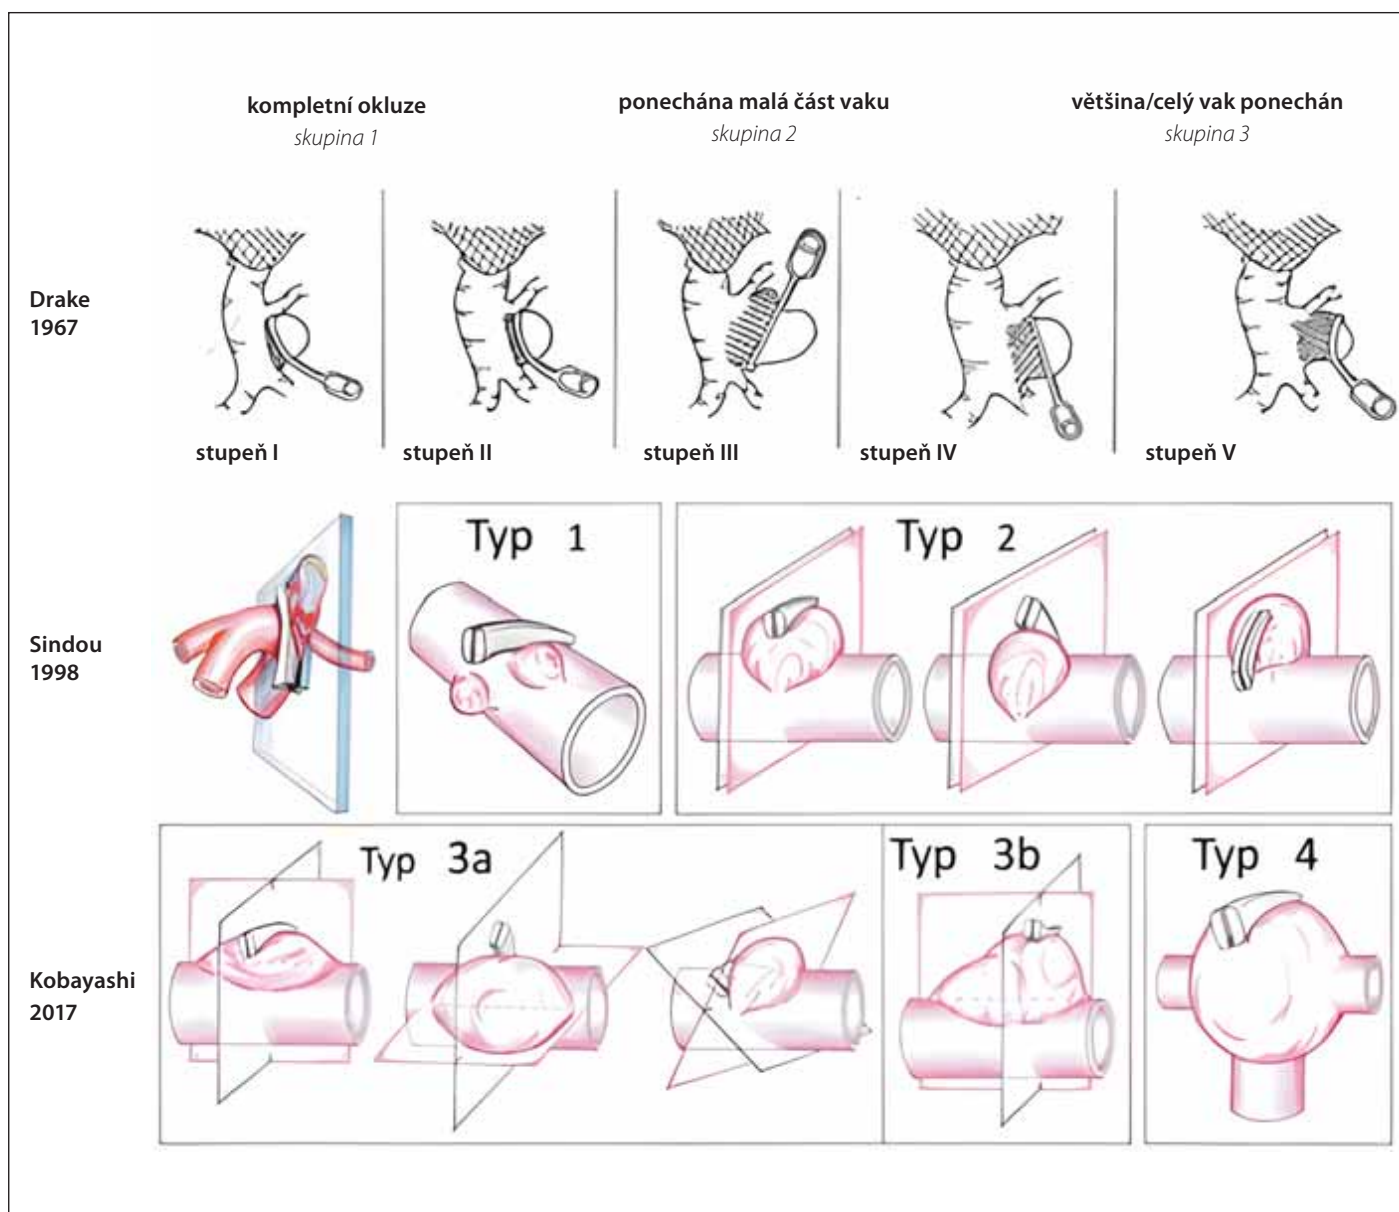 kompletní okluze
skupina 1
ponechána malá část vaku
skupina 2
většina/celý vak ponechán
skupina 3
Drake
1967
stupeň I
stupeň II
stupeň III
stupeň IV
stupeň V
Sindou
1998
Typ 1
Typ 2
Kobayashi
2017
Typ 3a
Typ 3b
Typ 4